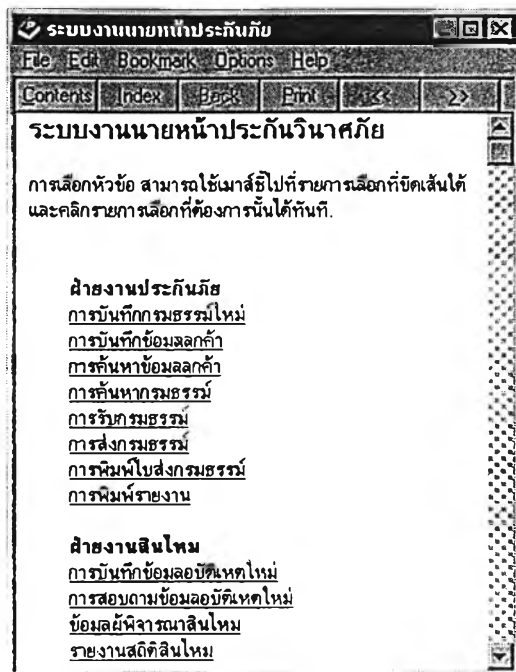 ระบบงานนายหน้าประกันภัย
File Edit Bookmark Options Help
Contents Index Back Print << >>
ระบบงานนายหน้าประกันวินาศภัย
การเลือกหัวข้อ สามารถใช้เมาส์ชี้ไปที่รายการเลือกที่ขีดเส้นใต้
และคลิกรายการเลือกที่ต้องการนั้นได้ทันที.
ฝ่ายงานประกันภัย
การบันทึกกรมธรรม์ใหม่
การบันทึกข้อมูลลูกค้า
การค้นหาข้อมูลลูกค้า
การค้นหากรมธรรม์
การรับกรมธรรม์
การส่งกรมธรรม์
การพิมพ์ใบส่งกรมธรรม์
การพิมพ์รายงาน
ฝ่ายงานสินไหม
การบันทึกข้อมูลอุบัติเหตุใหม่
การสอบถามข้อมูลอุบัติเหตุใหม่
ข้อมูลผู้พิจารณาสินไหม
รายงานสถิติสินไหม